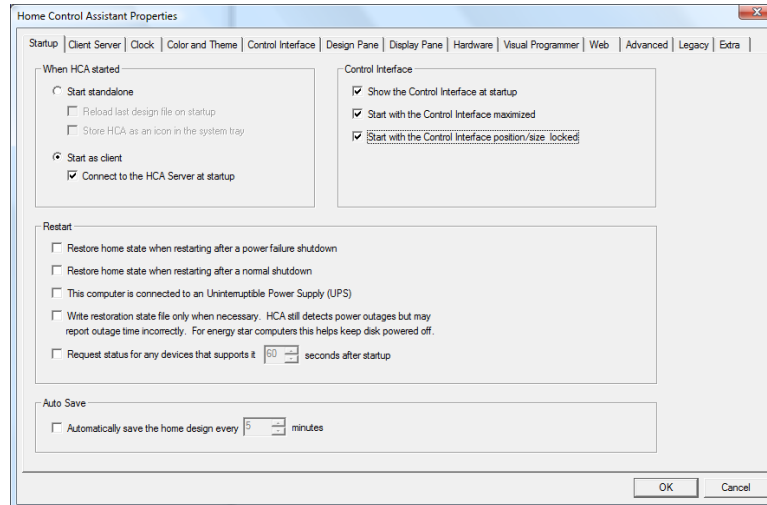 Home Control Assistant Properties
Startup Client Server Clock Color and Theme Control Interface Design Pane Display Pane Hardware Visual Programmer Web Advanced Legacy Extra
When HCA started
Start standalone
Reload last design file on startup
Store HCA as an icon in the system tray
Start as client
Connect to the HCA Server at startup
Control Interface
Show the Control Interface at startup
Start with the Control Interface maximized
Start with the Control Interface position/size locked
Restart
Restore home state when restarting after a power failure shutdown
Restore home state when restarting after a normal shutdown
This computer is connected to an Uninterruptible Power Supply (UPS)
Write restoration state file only when necessary. HCA still detects power outages but may
report outage time incorrectly. For energy star computers this helps keep disk powered off.
Request status for any devices that supports it 60 seconds after startup
Auto Save
Automatically save the home design every 5 minutes
OK Cancel